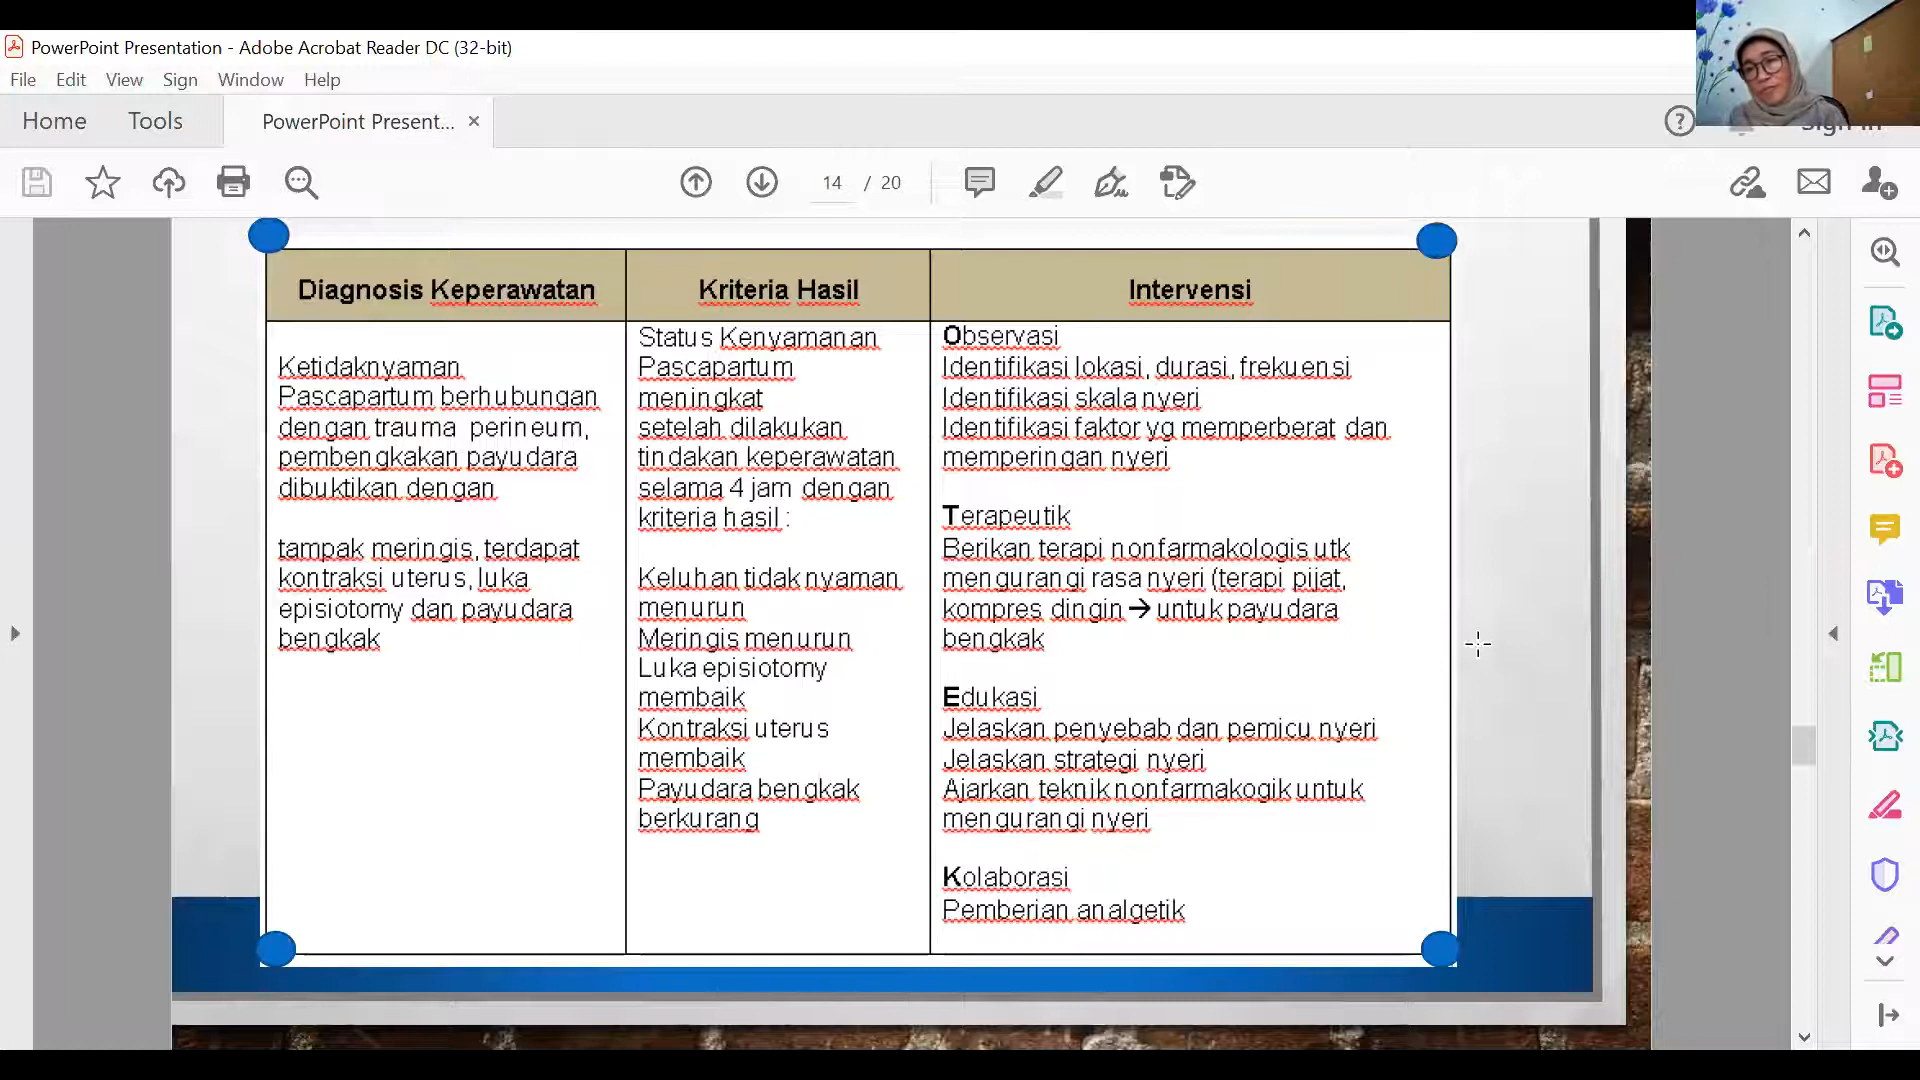 PowerPoint Presentation - Adobe Acrobat Reader DC (32-bit)
File Edit View Sign Window Help
Home Tools PowerPoint Present... ×
?
14 / 20
Diagnosis Keperawatan
Ketidaknyaman
Pascapartum berhubungan
dengan trauma perineum,
pembengkakan payudara
dibuktikan dengan
tampak meringis, terdapat
kontraksi uterus, luka
episiotomy dan payudara
bengkak
Kriteria Hasil
Status Kenyamanan
Pascapartum
meningkat
setelah dilakukan
tindakan keperawatan
selama 4 jam dengan
kriteria hasil :
Keluhan tidak nyaman
menurun
Meringis menurun
Luka episiotomy
membaik
Kontraksi uterus
membaik
Payudara bengkak
berkurang
Intervensi
Observasi
Identifikasi lokasi, durasi, frekuensi
Identifikasi skala nyeri
Identifikasi faktor yg memperberat dan
memperingan nyeri
Terapeutik
Berikan terapi nonfarmakologis utk
mengurangi rasa nyeri (terapi pijat,
kompres dingin → untuk payudara
bengkak
Edukasi
Jelaskan penyebab dan pemicu nyeri
Jelaskan strategi nyeri
Ajarkan teknik nonfarmakogik untuk
mengurangi nyeri
Kolaborasi
Pemberian analgetik